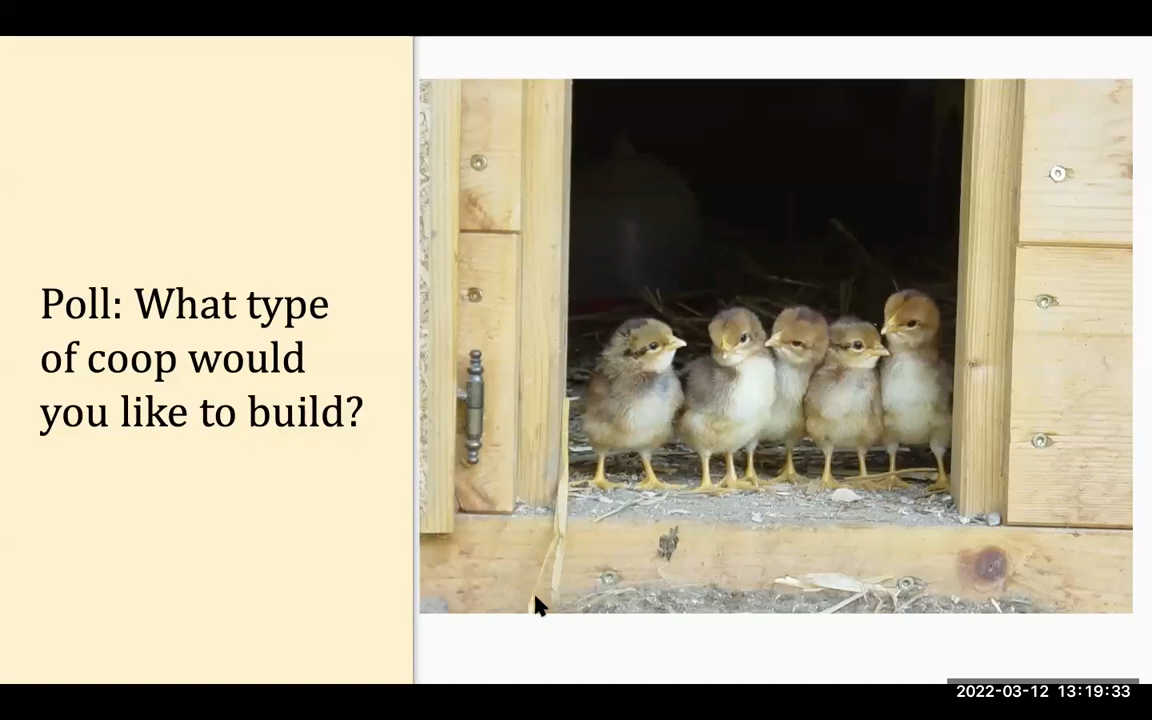 Poll: What type
of coop would
you like to build?
2022-03-12 13:19:33